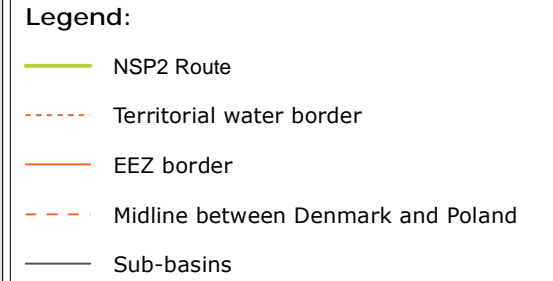 Legend:
NSP2 Route
Territorial water border
EEZ border
Midline between Denmark and Poland
Sub-basins